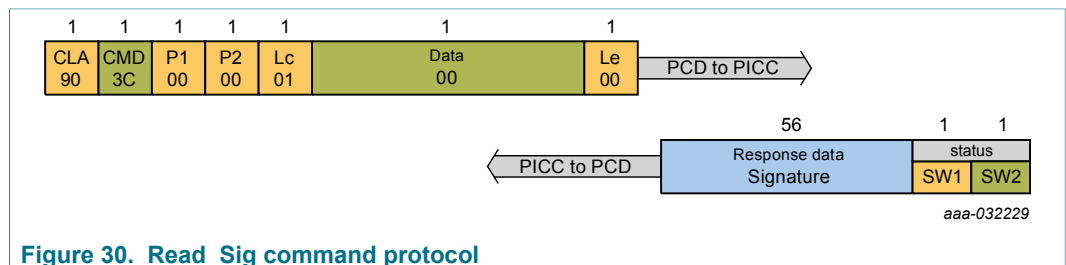 1 1 1 1 1 1 1
CLA CMD P1 P2 Lc Data Le
90 3C 00 00 01 00 00
PCD to PICC
56 1 1
PICC to PCD
Response data
Signature
status
SW1 SW2
aaa-032229
Figure 30. Read_Sig command protocol